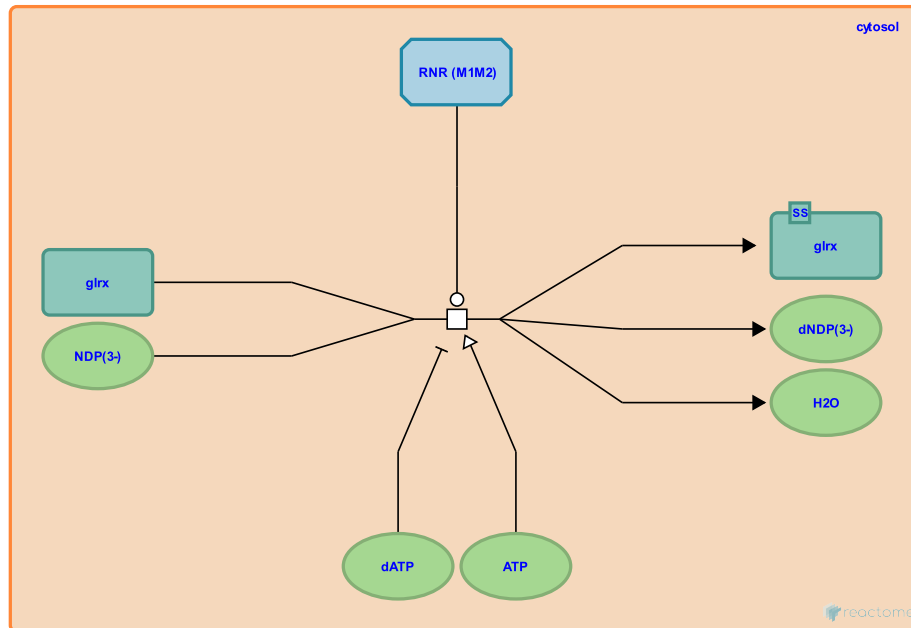 cytosol
RNR (M1M2)
SS
glrx
glrx
NDP(3-)
dNDP(3-)
H2O
dATP
ATP
reactome